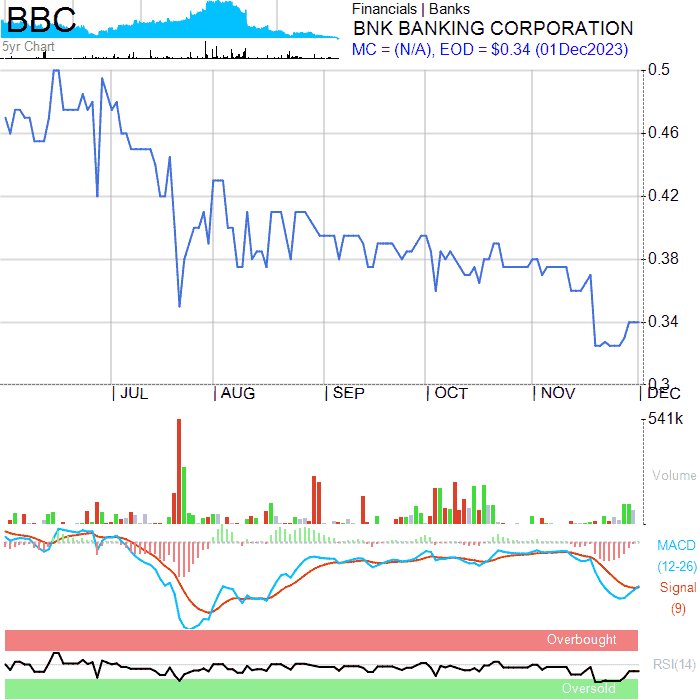 BBC
5yr Chart
Financials | Banks
BNK BANKING CORPORATION
MC = (N/A), EOD = $0.34 (01Dec2023)
0.5
0.46
0.42
0.38
0.34
0.3
JUL AUG SEP OCT NOV DEC
541k
Volume
MACD
(12-26)
Signal
(9)
Overbought
RSI(14)
Oversold